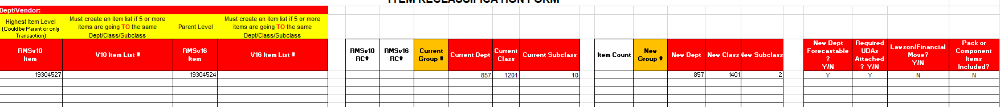 ITEM RECLASSIFICATION FORM
Dept/Vendor:
Highest Item Level
(Could be Parent or only
Transaction)
Must create an item list if 5 or more
items are going TO the same
Dept/Class/Subclass
Parent Level
Must create an item list if 5 or more
items are going TO the same
Dept/Class/Subclass
RMSv10
Item
V10 Item List #
RMSv16
Item
V16 Item List #
RMSv10
RC#
RMSv16
RC#
Current
Group #
Current Dept
Current
Class
Current Subclass
Item Count
New
Group #
New Dept
New Class
New Subclass
New Dept
Forecastable
?
Y/N
Required
UDAs
Attached
? Y/N
Lawson/Financial
Move?
Y/N
Pack or
Component
Items
Included?
19304527 19304524 857 1201 10 857 1401 2 Y Y N N